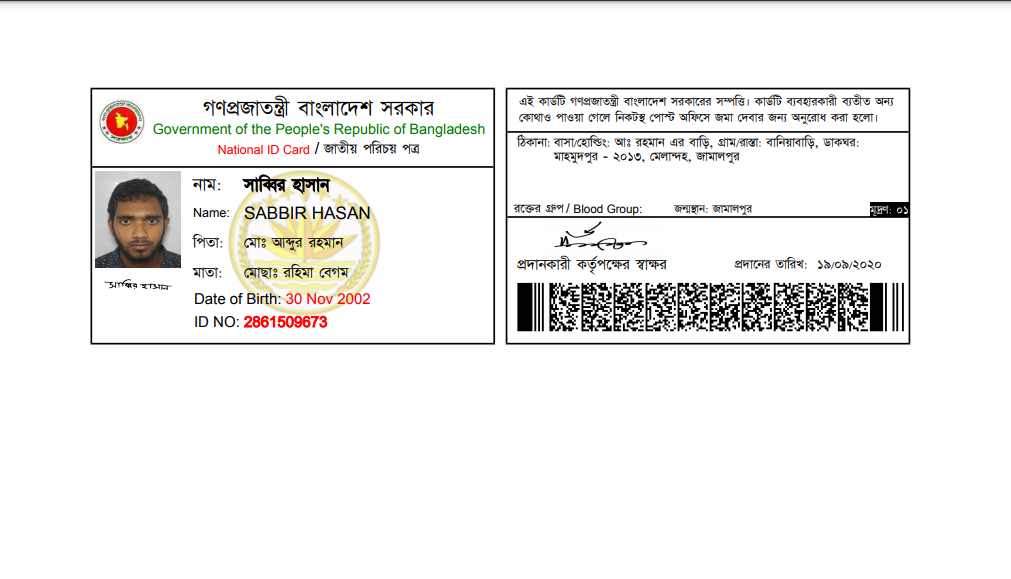 গণপ্রজাতন্ত্রী বাংলাদেশ সরকার
Government of the People's Republic of Bangladesh
National ID Card / জাতীয় পরিচয় পত্র
নাম: সাব্বির হাসান
Name: SABBIR HASAN
পিতা: মোঃ আব্দুর রহমান
মাতা: মোছাঃ রহিমা বেগম
Date of Birth: 30 Nov 2002
ID NO: 2861509673
সাব্বির হাসান
এই কার্ডটি গণপ্রজাতন্ত্রী বাংলাদেশ সরকারের সম্পত্তি। কার্ডটি ব্যবহারকারী ব্যতীত অন্য
কোথাও পাওয়া গেলে নিকটস্থ পোস্ট অফিসে জমা দেবার জন্য অনুরোধ করা হলো।
ঠিকানা: বাসা/হোল্ডিং: আঃ রহমান এর বাড়ি, গ্রাম/রাস্তা: বানিয়াবাড়ি, ডাকঘর:
মাহমুদপুর - ২০১৩, মেলান্দহ, জামালপুর
রক্তের গ্রুপ / Blood Group: জন্মস্থান: জামালপুর মূদ্রণ: ০১
প্রদানকারী কর্তৃপক্ষের স্বাক্ষর প্রদানের তারিখ: ১৯/০৯/২০২০